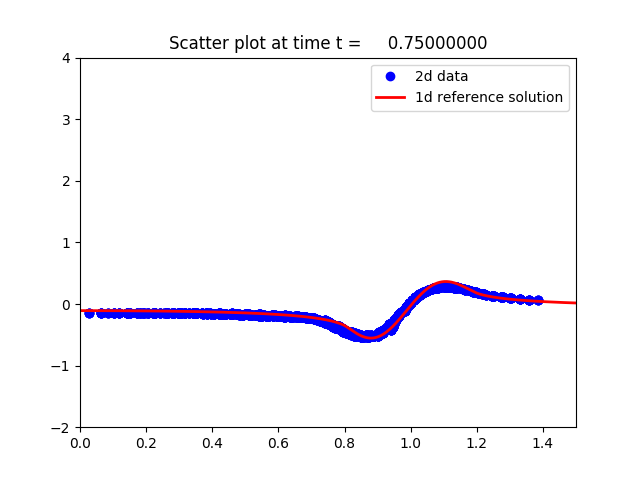 Scatter plot at time t =     0.75000000
2d data
1d reference solution
4
3
2
1
0
−1
−2
0.0 0.2 0.4 0.6 0.8 1.0 1.2 1.4